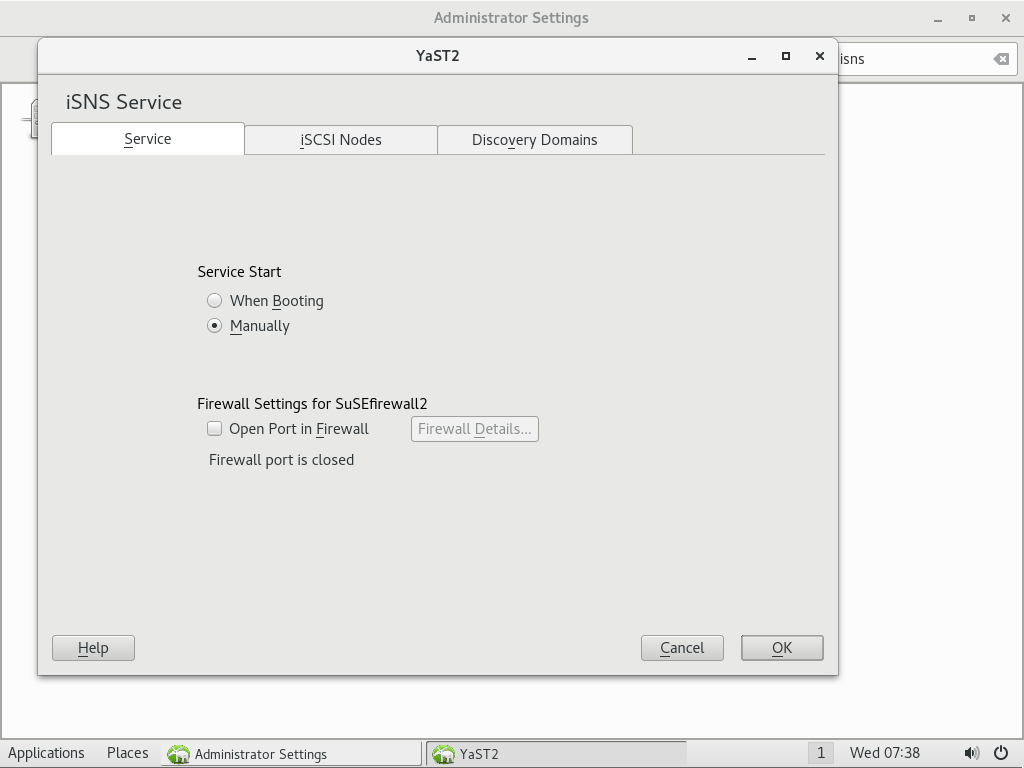 Administrator Settings
isns
YaST2
iSNS Service
Service
iSCSI Nodes
Discovery Domains
Service Start
When Booting
Manually
Firewall Settings for SuSEfirewall2
Open Port in Firewall
Firewall Details...
Firewall port is closed
Help
Cancel
OK
Applications
Places
Administrator Settings
YaST2
1
Wed 07:38